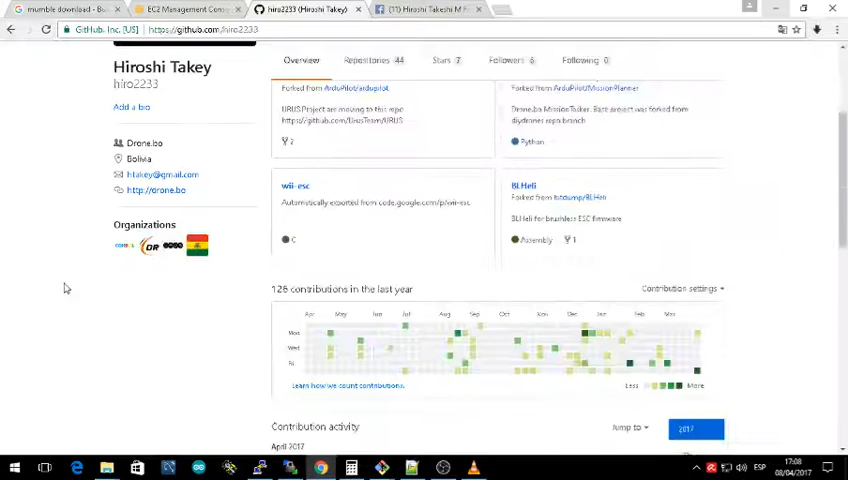 mumble download - Bu
EC2 Management Cons
hiro2233 (Hiroshi Takey)
(11) Hiroshi Takeshi M F
GitHub, Inc. [US]
https://github.com/hiro2233
Hiroshi Takey
hiro2233
Add a bio
Drone.bo
Bolivia
htakey@gmail.com
http://drone.bo
Organizations
Overview
Repositories 44
Stars 7
Followers 6
Following 0
Forked from ArduPilot/ardupilot
URUS Project are moving to this repo
https://github.com/UrusTeam/URUS
2
Forked from ArduPilot/MissionPlanner
Base project was forked from
diydrones repo branch
Python
wii-esc
Automatically exported from code.google.com/p/wii-esc
C
BLHeli
Forked from bitdump/BLHeli
BLHeli for brushless ESC firmware
Assembly 1
126 contributions in the last year
Contribution settings
Apr May Jun Jul Aug Sep Oct Nov Dec Jan Feb Mar
Mon
Wed
Fri
Learn how we count contributions.
Less More
Contribution activity
Jump to
2017
April 2017
ESP
17:08
08/04/2017